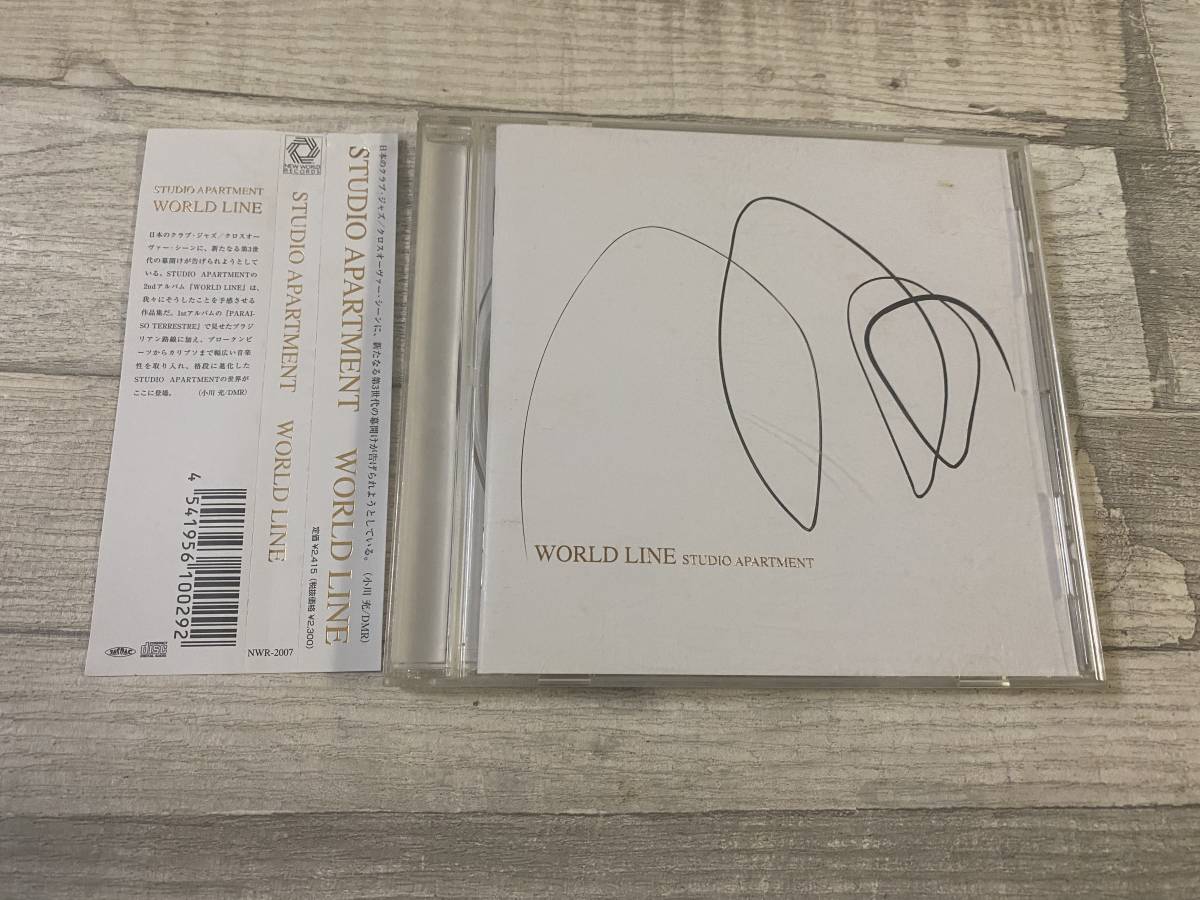 STUDIO APARTMENT
WORLD LINE
日本のクラブ・ジャズ／クロスオー
ヴァー・シーンに、新たなる第3世
代の幕開けが告げられようとして
いる。STUDIO APARTMENTの
2ndアルバム『WORLD LINE』は、
我々にそうしたことを予感させる
作品集だ。1stアルバムの『PARAI-
SO TERRESTRE』で見せたブラジ
リアン路線に加え、ブロークンビ
ーツからカリプソまで幅広い音楽
性を取り入れ、格段に進化した
STUDIO APARTMENTの世界が
ここに登場。 （小川 充/DMR）
4 541956 100292
COMPACT
disc
DIGITAL AUDIO
NEW WORLD
RECORDS
STUDIO APARTMENT WORLD LINE
NWR-2007
日本のクラブ・ジャズ／クロスオーヴァー・シーンに、新たなる第3世代の幕開けが告げられようとしている。（小川 充/DMR）
STUDIO APARTMENT WORLD LINE
定価 ¥2,415 (税抜価格 ¥2,300)
WORLD LINE STUDIO APARTMENT